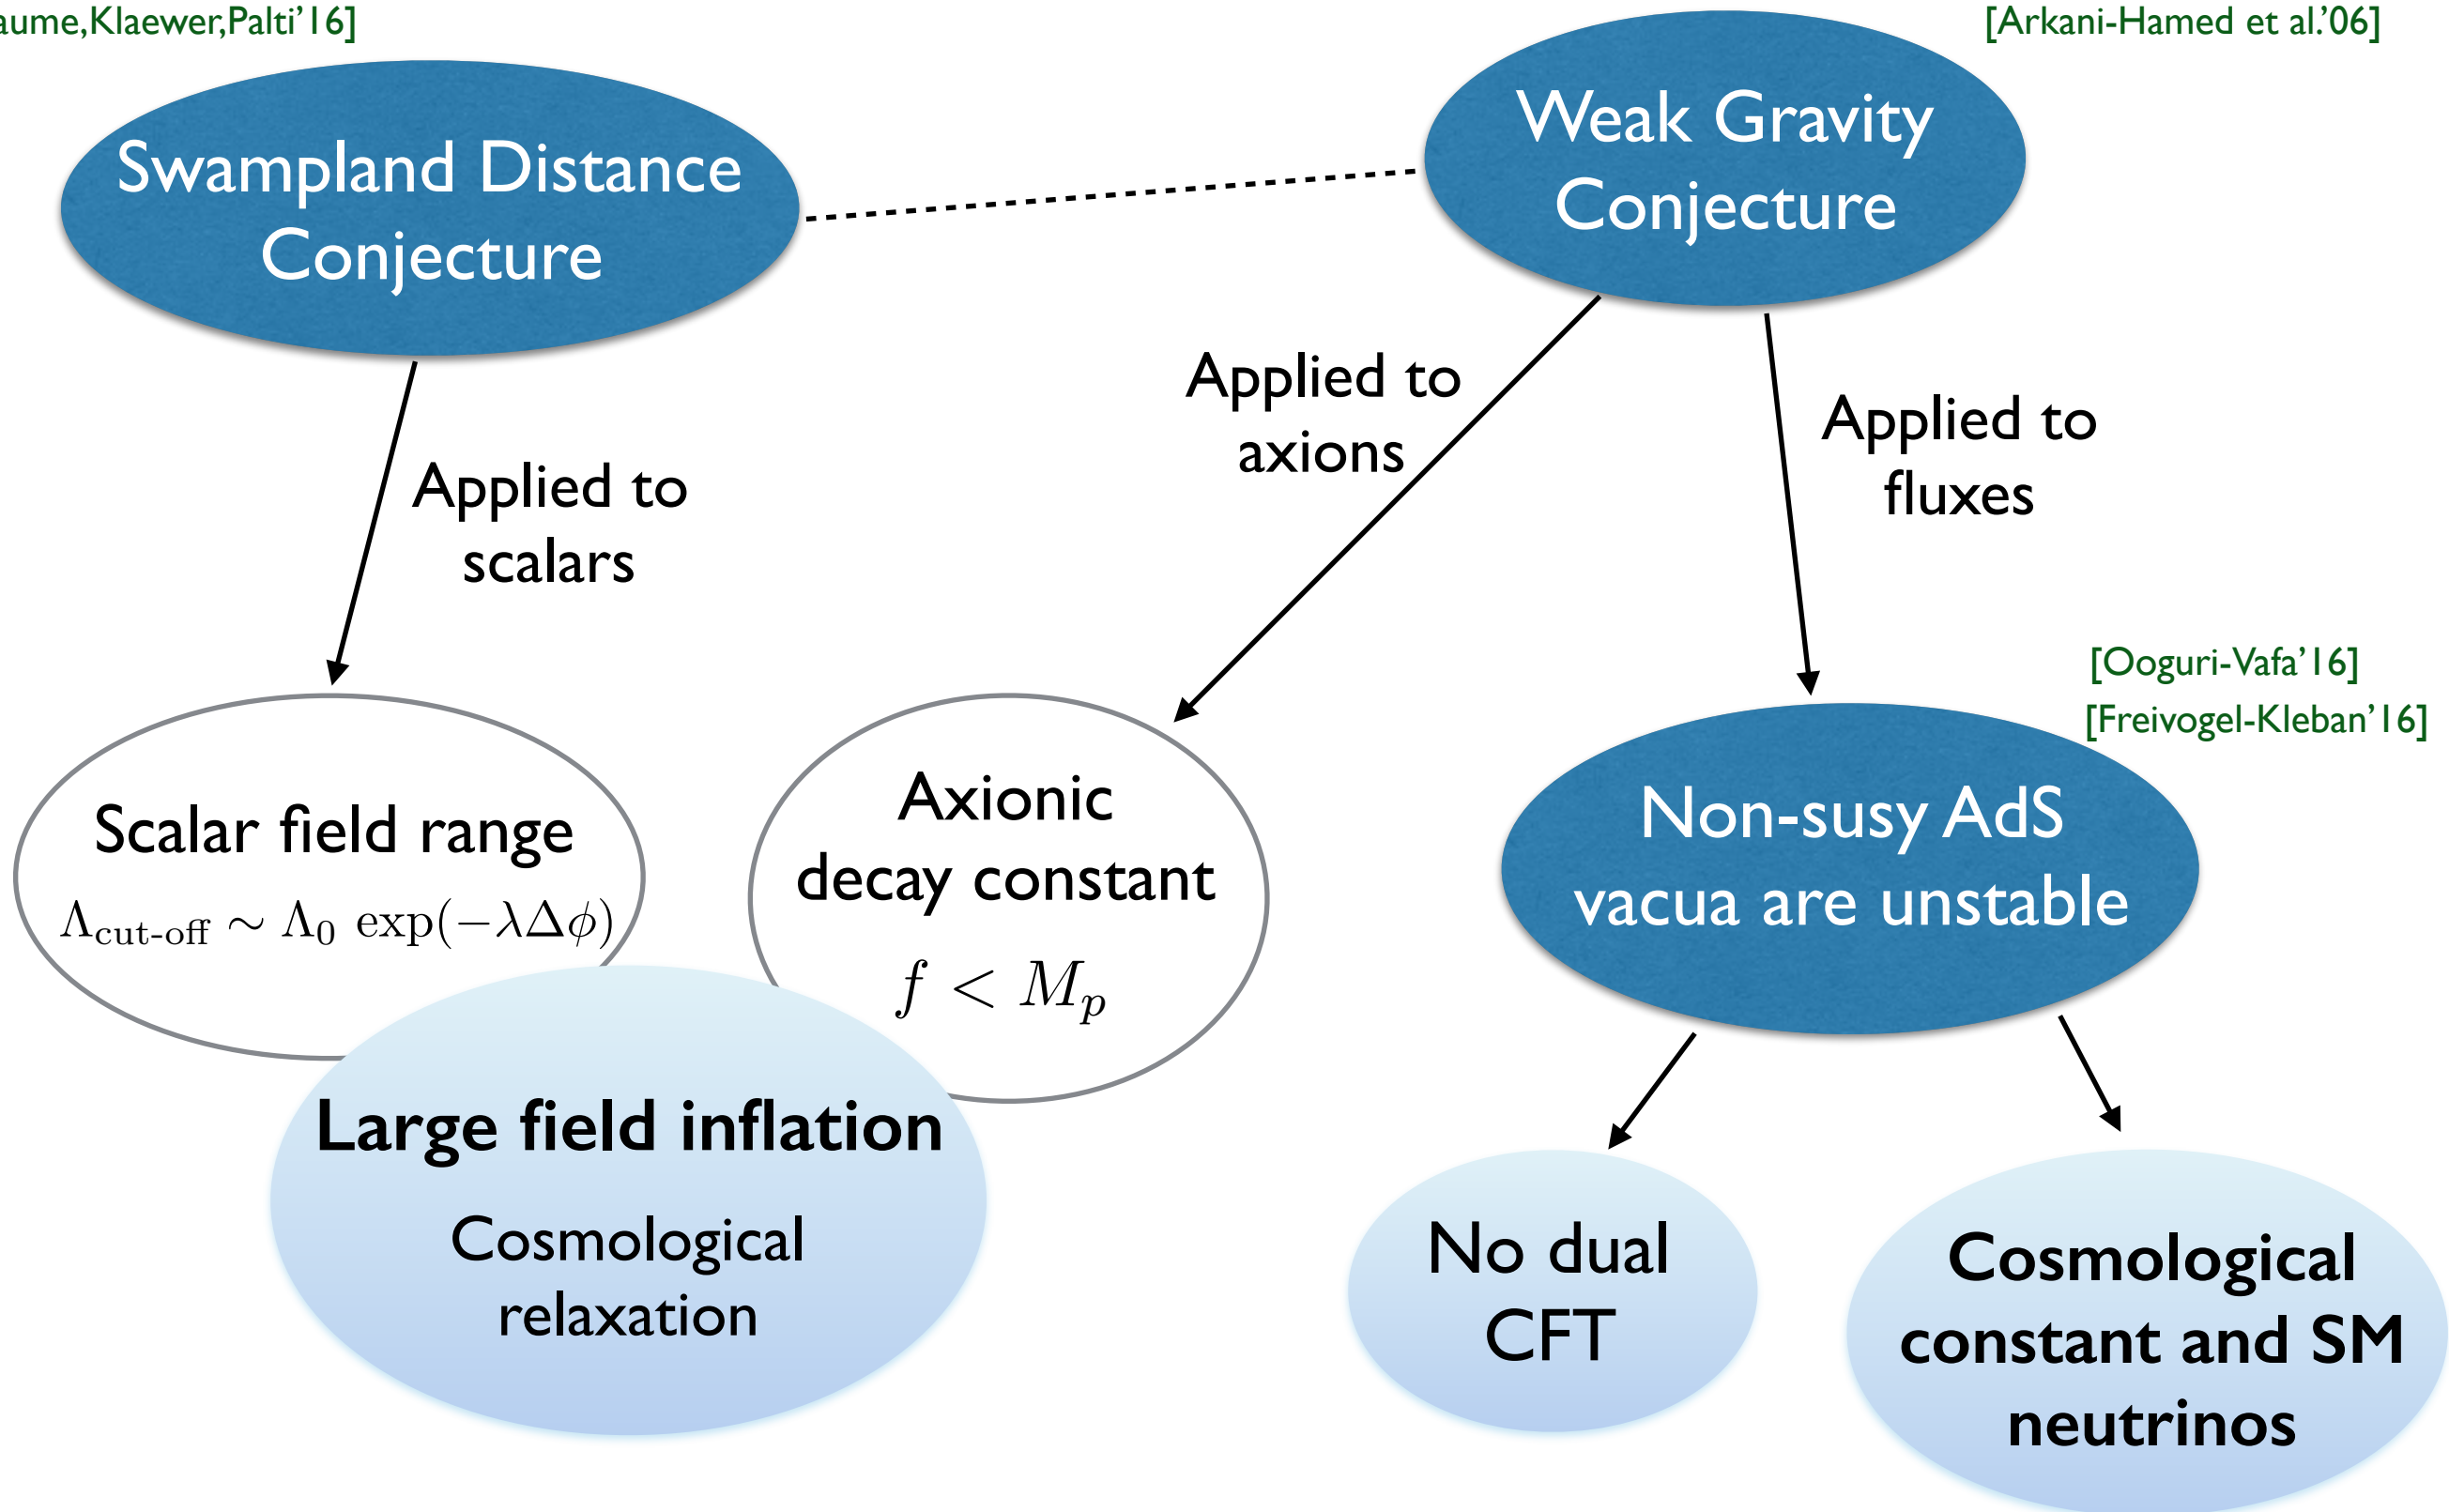 aume,Klaewer,Palti'16]
[Arkani-Hamed et al.'06]
Swampland Distance
Conjecture
Weak Gravity
Conjecture
Applied to
scalars
Applied to
axions
Applied to
fluxes
[Ooguri-Vafa'16]
[Freivogel-Kleban'16]
Scalar field range
Λcut-off ∼ Λ0 exp(−λΔϕ)
Axionic
decay constant
f < Mp
Non-susy AdS
vacua are unstable
Large field inflation
Cosmological
relaxation
No dual
CFT
Cosmological
constant and SM
neutrinos